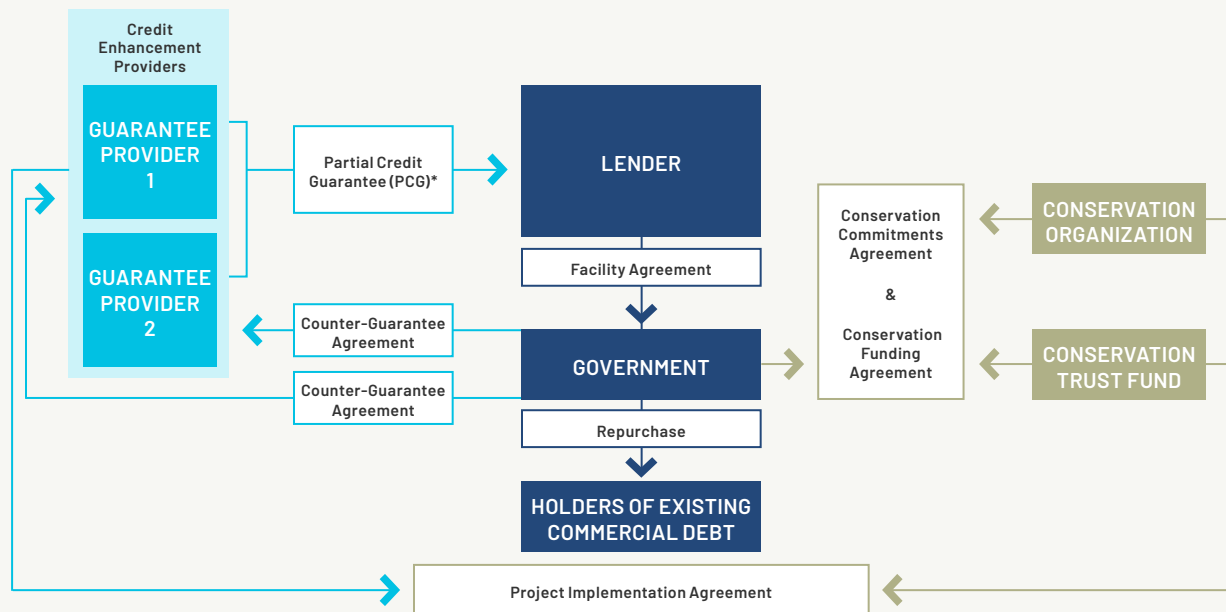 Credit
Enhancement
Providers
GUARANTEE
PROVIDER
1
GUARANTEE
PROVIDER
2
Partial Credit
Guarantee (PCG)*
Counter-Guarantee
Agreement
Counter-Guarantee
Agreement
LENDER
Facility Agreement
GOVERNMENT
Repurchase
HOLDERS OF EXISTING
COMMERCIAL DEBT
Conservation
Commitments
Agreement
&
Conservation
Funding
Agreement
CONSERVATION
ORGANIZATION
CONSERVATION
TRUST FUND
Project Implementation Agreement